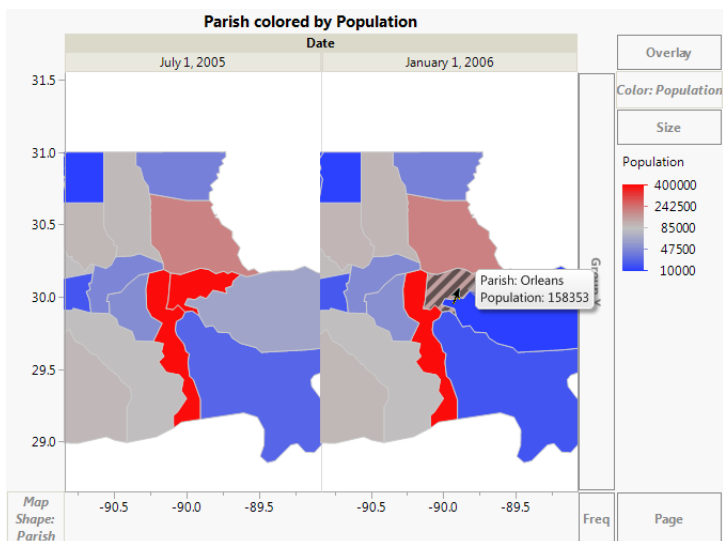 Parish colored by Population
Date
July 1, 2005
January 1, 2006
Overlay
Color: Population
Size
Population
400000
242500
85000
47500
10000
31.5
31.0
30.5
30.0
29.5
29.0
Parish: Orleans
Population: 158353
Map
Shape:
Parish
-90.5
-90.0
-89.5
-90.5
-90.0
-89.5
Freq
Page